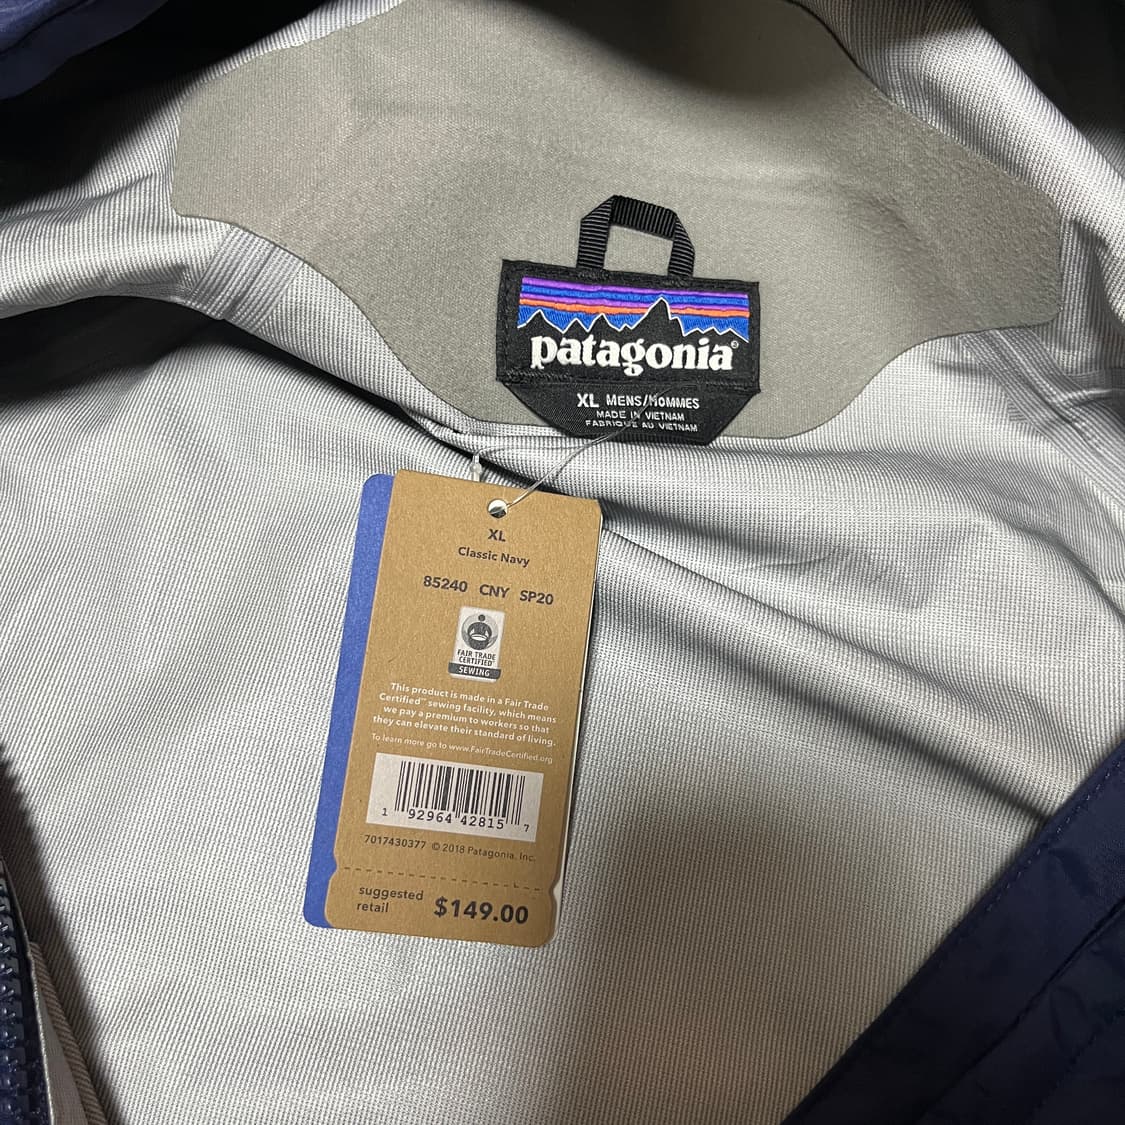 patagonia®
XL MENS/HOMMES
MADE IN VIETNAM
FABRIQUÉ AU VIETNAM
XL
Classic Navy
85240 CNY SP20
FAIR TRADE
CERTIFIED™
SEWING
This product is made in a Fair Trade
Certified™ sewing facility, which means
we pay a premium to workers so that
they can elevate their standard of living.
To learn more go to www.FairTradeCertified.org
1 92964 42815 7
7017430377 © 2018 Patagonia, Inc.
suggested
retail $149.00